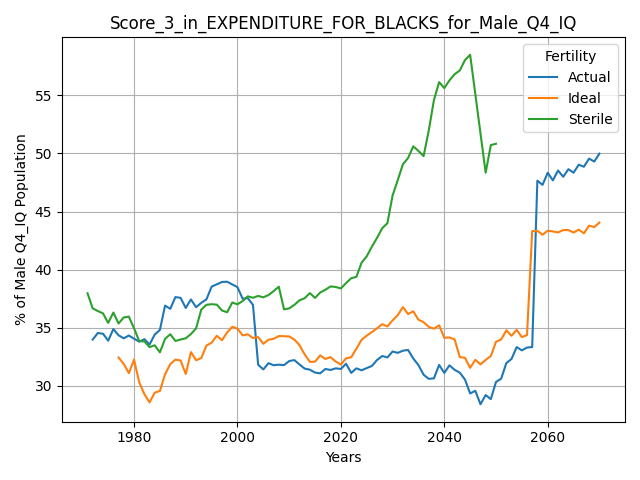 Score_3_in_EXPENDITURE_FOR_BLACKS_for_Male_Q4_IQ
Fertility
Actual
Ideal
Sterile
% of Male Q4_IQ Population
55
50
45
40
35
30
1980
2000
2020
2040
2060
Years